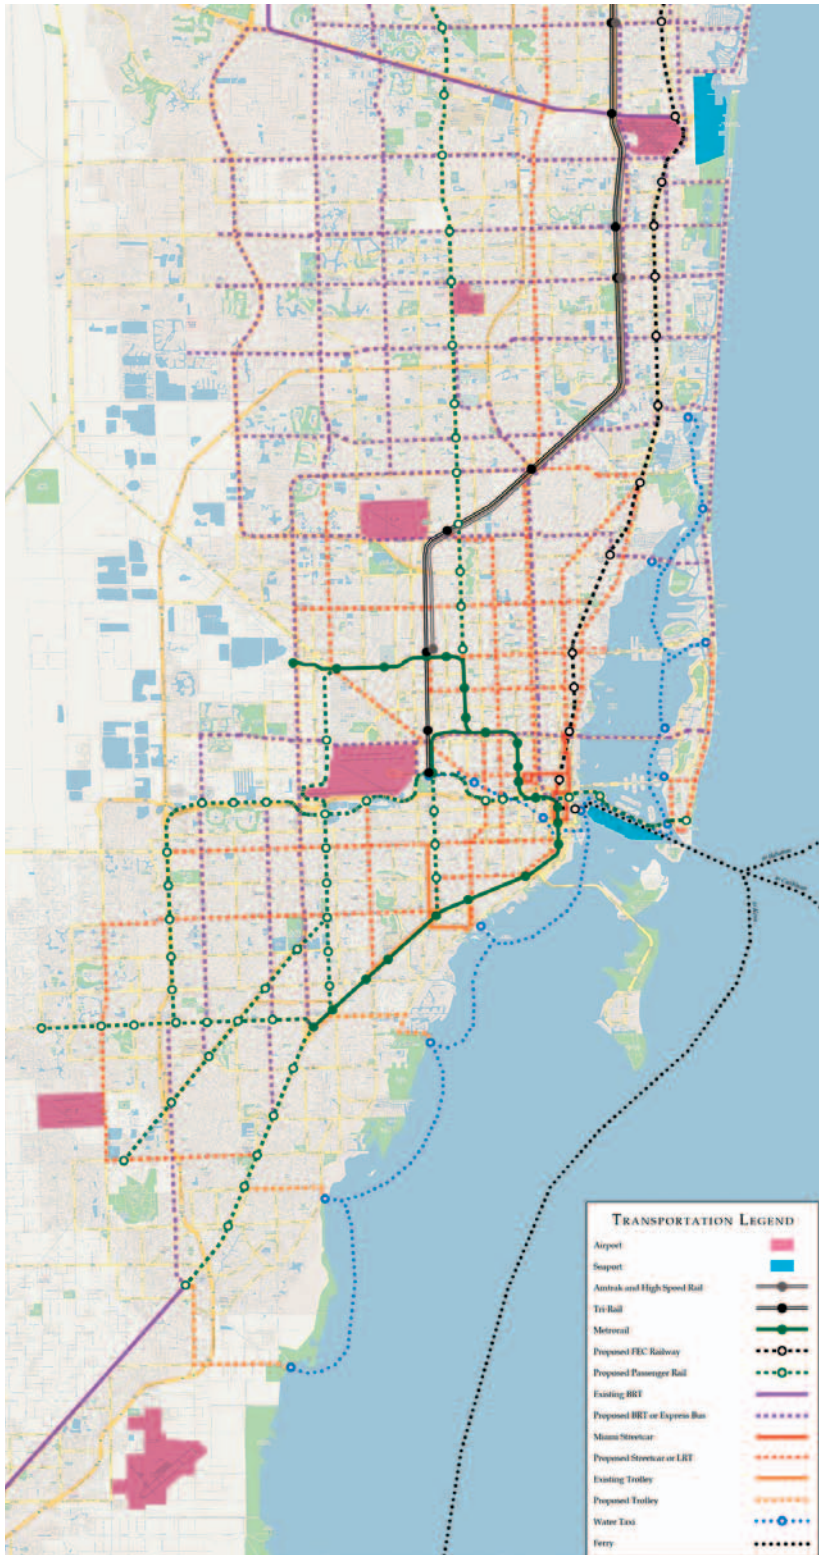 TRANSPORTATION LEGEND
Airport
Seaport
Amtrak and High Speed Rail
Tri-Rail
Metrorail
Proposed FEC Railway
Proposed Passenger Rail
Existing BRT
Proposed BRT or Express Bus
Miami Streetcar
Proposed Streetcar or LRT
Existing Trolley
Proposed Trolley
Water Taxi
Ferry